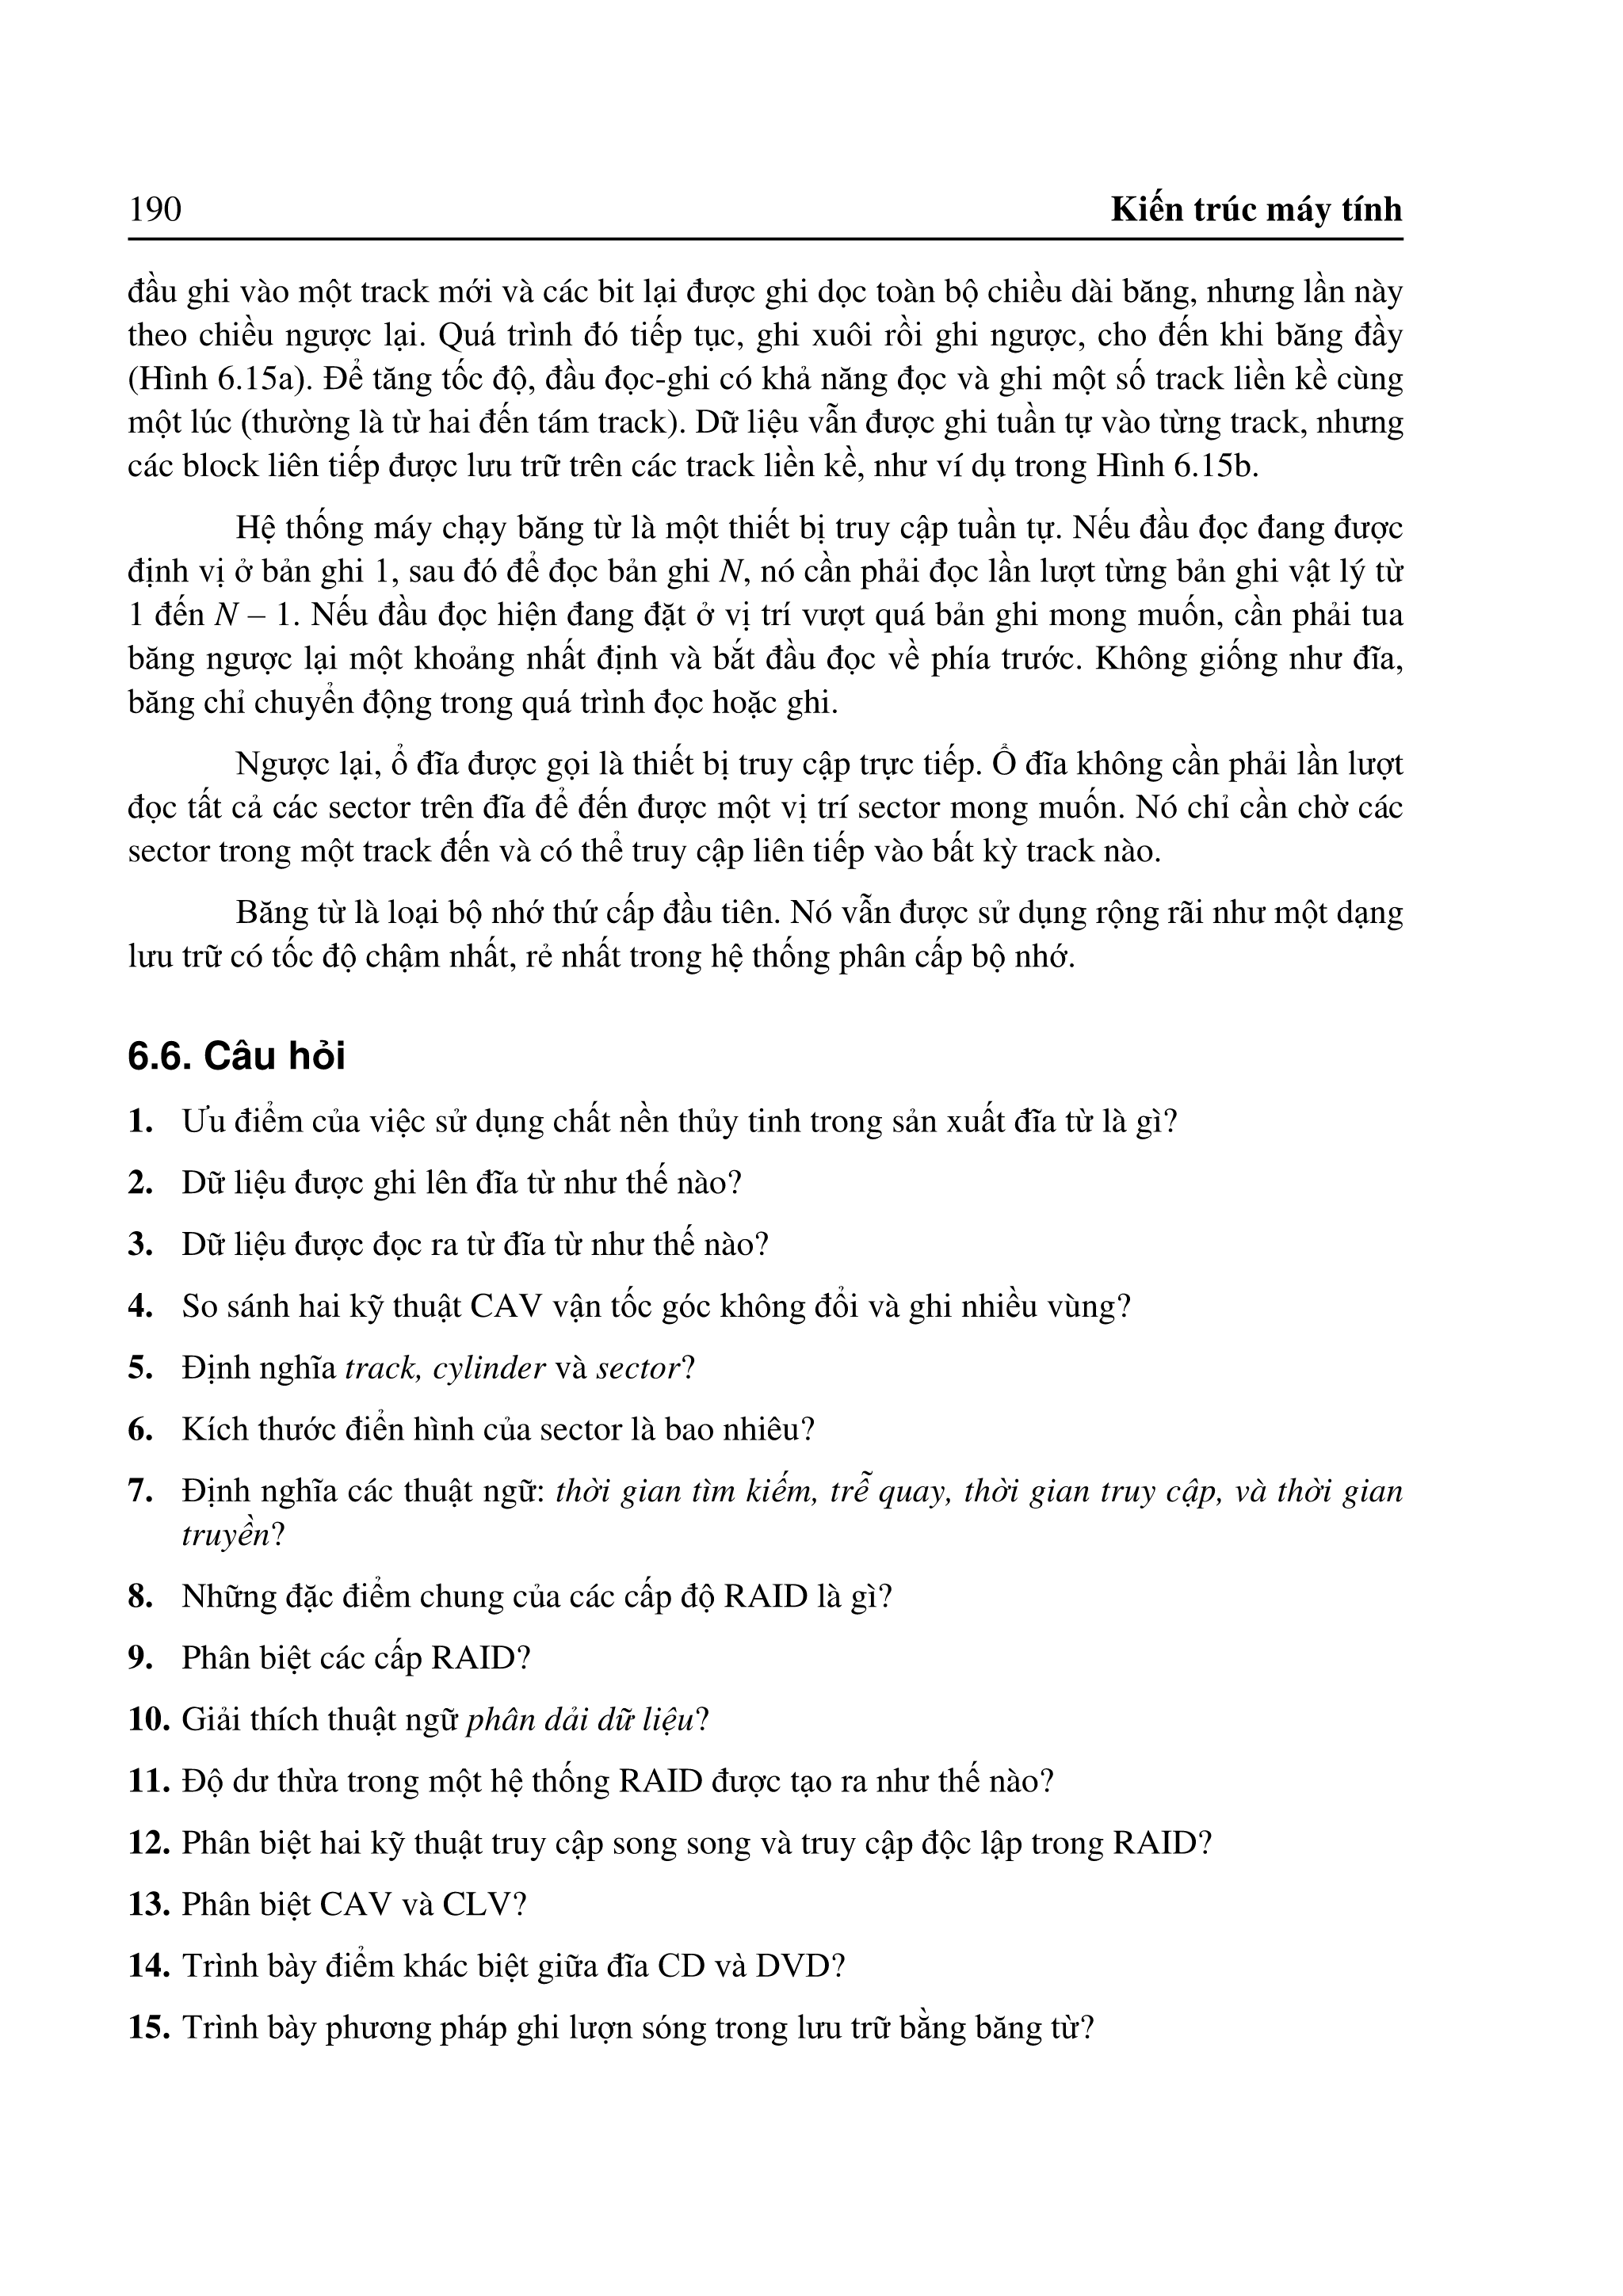 190 Kiến trúc máy tính
đầu ghi vào một track mới và các bit lại được ghi dọc toàn bộ chiều dài băng, nhưng lần này
theo chiều ngược lại. Quá trình đó tiếp tục, ghi xuôi rồi ghi ngược, cho đến khi băng đầy
(Hình 6.15a). Để tăng tốc độ, đầu đọc-ghi có khả năng đọc và ghi một số track liền kề cùng
một lúc (thường là từ hai đến tám track). Dữ liệu vẫn được ghi tuần tự vào từng track, nhưng
các block liên tiếp được lưu trữ trên các track liền kề, như ví dụ trong Hình 6.15b.
Hệ thống máy chạy băng từ là một thiết bị truy cập tuần tự. Nếu đầu đọc đang được
định vị ở bản ghi 1, sau đó để đọc bản ghi N, nó cần phải đọc lần lượt từng bản ghi vật lý từ
1 đến N – 1. Nếu đầu đọc hiện đang đặt ở vị trí vượt quá bản ghi mong muốn, cần phải tua
băng ngược lại một khoảng nhất định và bắt đầu đọc về phía trước. Không giống như đĩa,
băng chỉ chuyển động trong quá trình đọc hoặc ghi.
Ngược lại, ổ đĩa được gọi là thiết bị truy cập trực tiếp. Ổ đĩa không cần phải lần lượt
đọc tất cả các sector trên đĩa để đến được một vị trí sector mong muốn. Nó chỉ cần chờ các
sector trong một track đến và có thể truy cập liên tiếp vào bất kỳ track nào.
Băng từ là loại bộ nhớ thứ cấp đầu tiên. Nó vẫn được sử dụng rộng rãi như một dạng
lưu trữ có tốc độ chậm nhất, rẻ nhất trong hệ thống phân cấp bộ nhớ.
6.6. Câu hỏi
1. Ưu điểm của việc sử dụng chất nền thủy tinh trong sản xuất đĩa từ là gì?
2. Dữ liệu được ghi lên đĩa từ như thế nào?
3. Dữ liệu được đọc ra từ đĩa từ như thế nào?
4. So sánh hai kỹ thuật CAV vận tốc góc không đổi và ghi nhiều vùng?
5. Định nghĩa track, cylinder và sector?
6. Kích thước điển hình của sector là bao nhiêu?
7. Định nghĩa các thuật ngữ: thời gian tìm kiếm, trễ quay, thời gian truy cập, và thời gian
truyền?
8. Những đặc điểm chung của các cấp độ RAID là gì?
9. Phân biệt các cấp RAID?
10. Giải thích thuật ngữ phân dải dữ liệu?
11. Độ dư thừa trong một hệ thống RAID được tạo ra như thế nào?
12. Phân biệt hai kỹ thuật truy cập song song và truy cập độc lập trong RAID?
13. Phân biệt CAV và CLV?
14. Trình bày điểm khác biệt giữa đĩa CD và DVD?
15. Trình bày phương pháp ghi lượn sóng trong lưu trữ bằng băng từ?